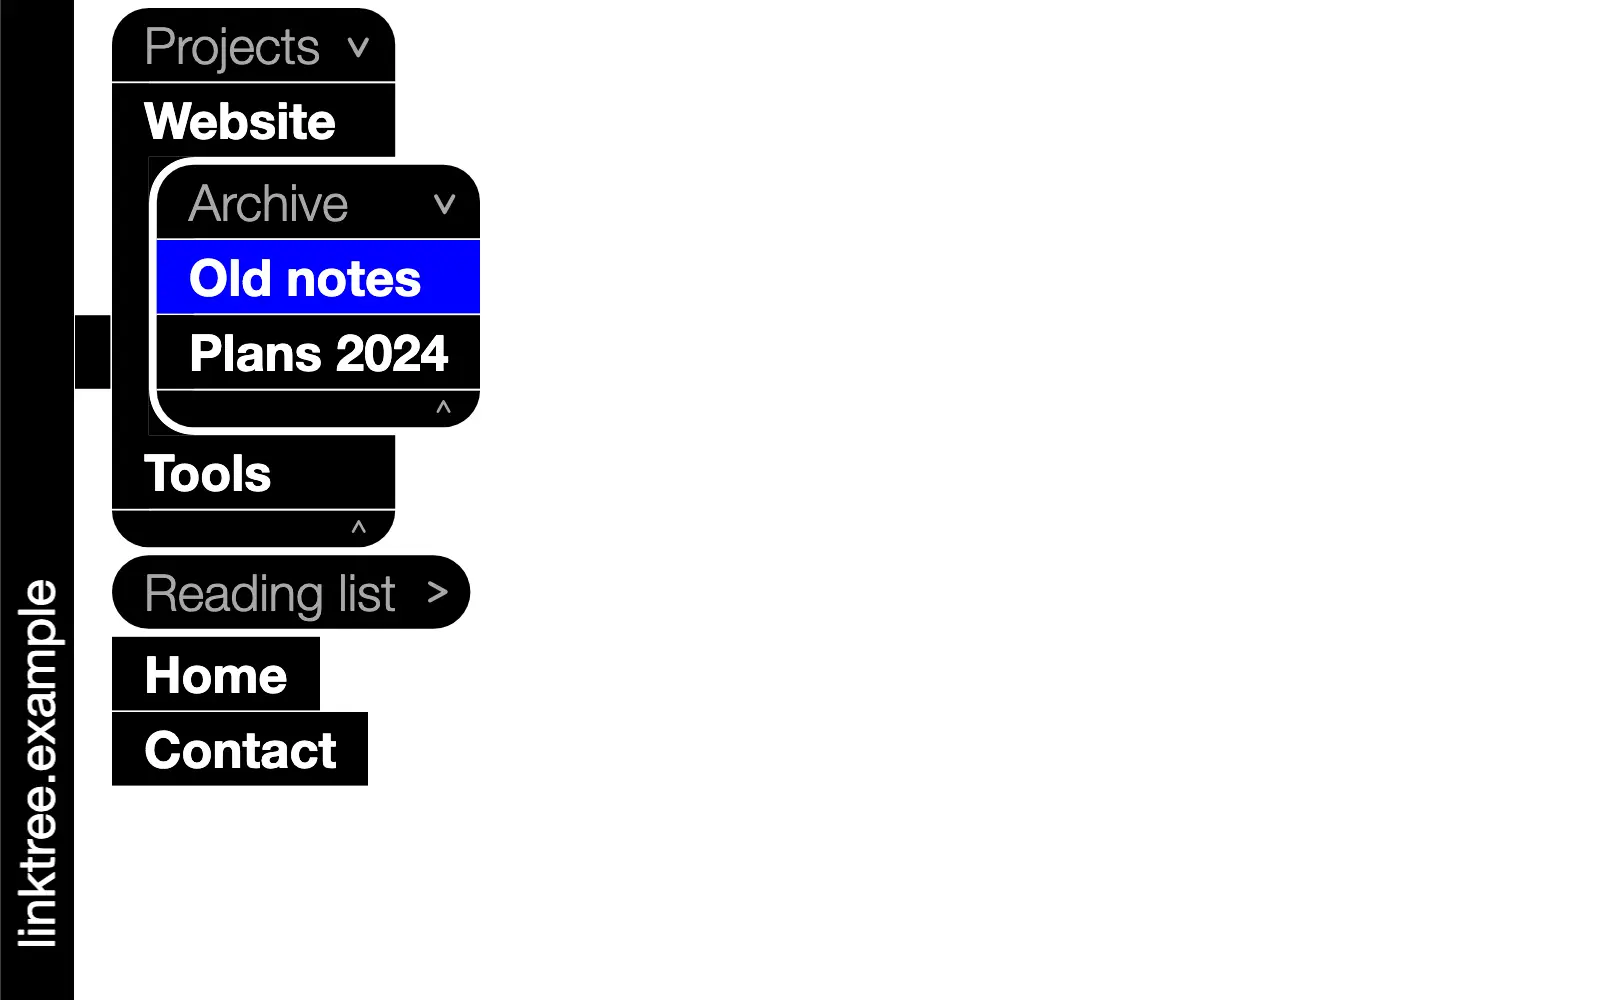 Projects
Website
Archive
Old notes
Plans 2024
Tools
Reading list >
Home
Contact
linktree.example